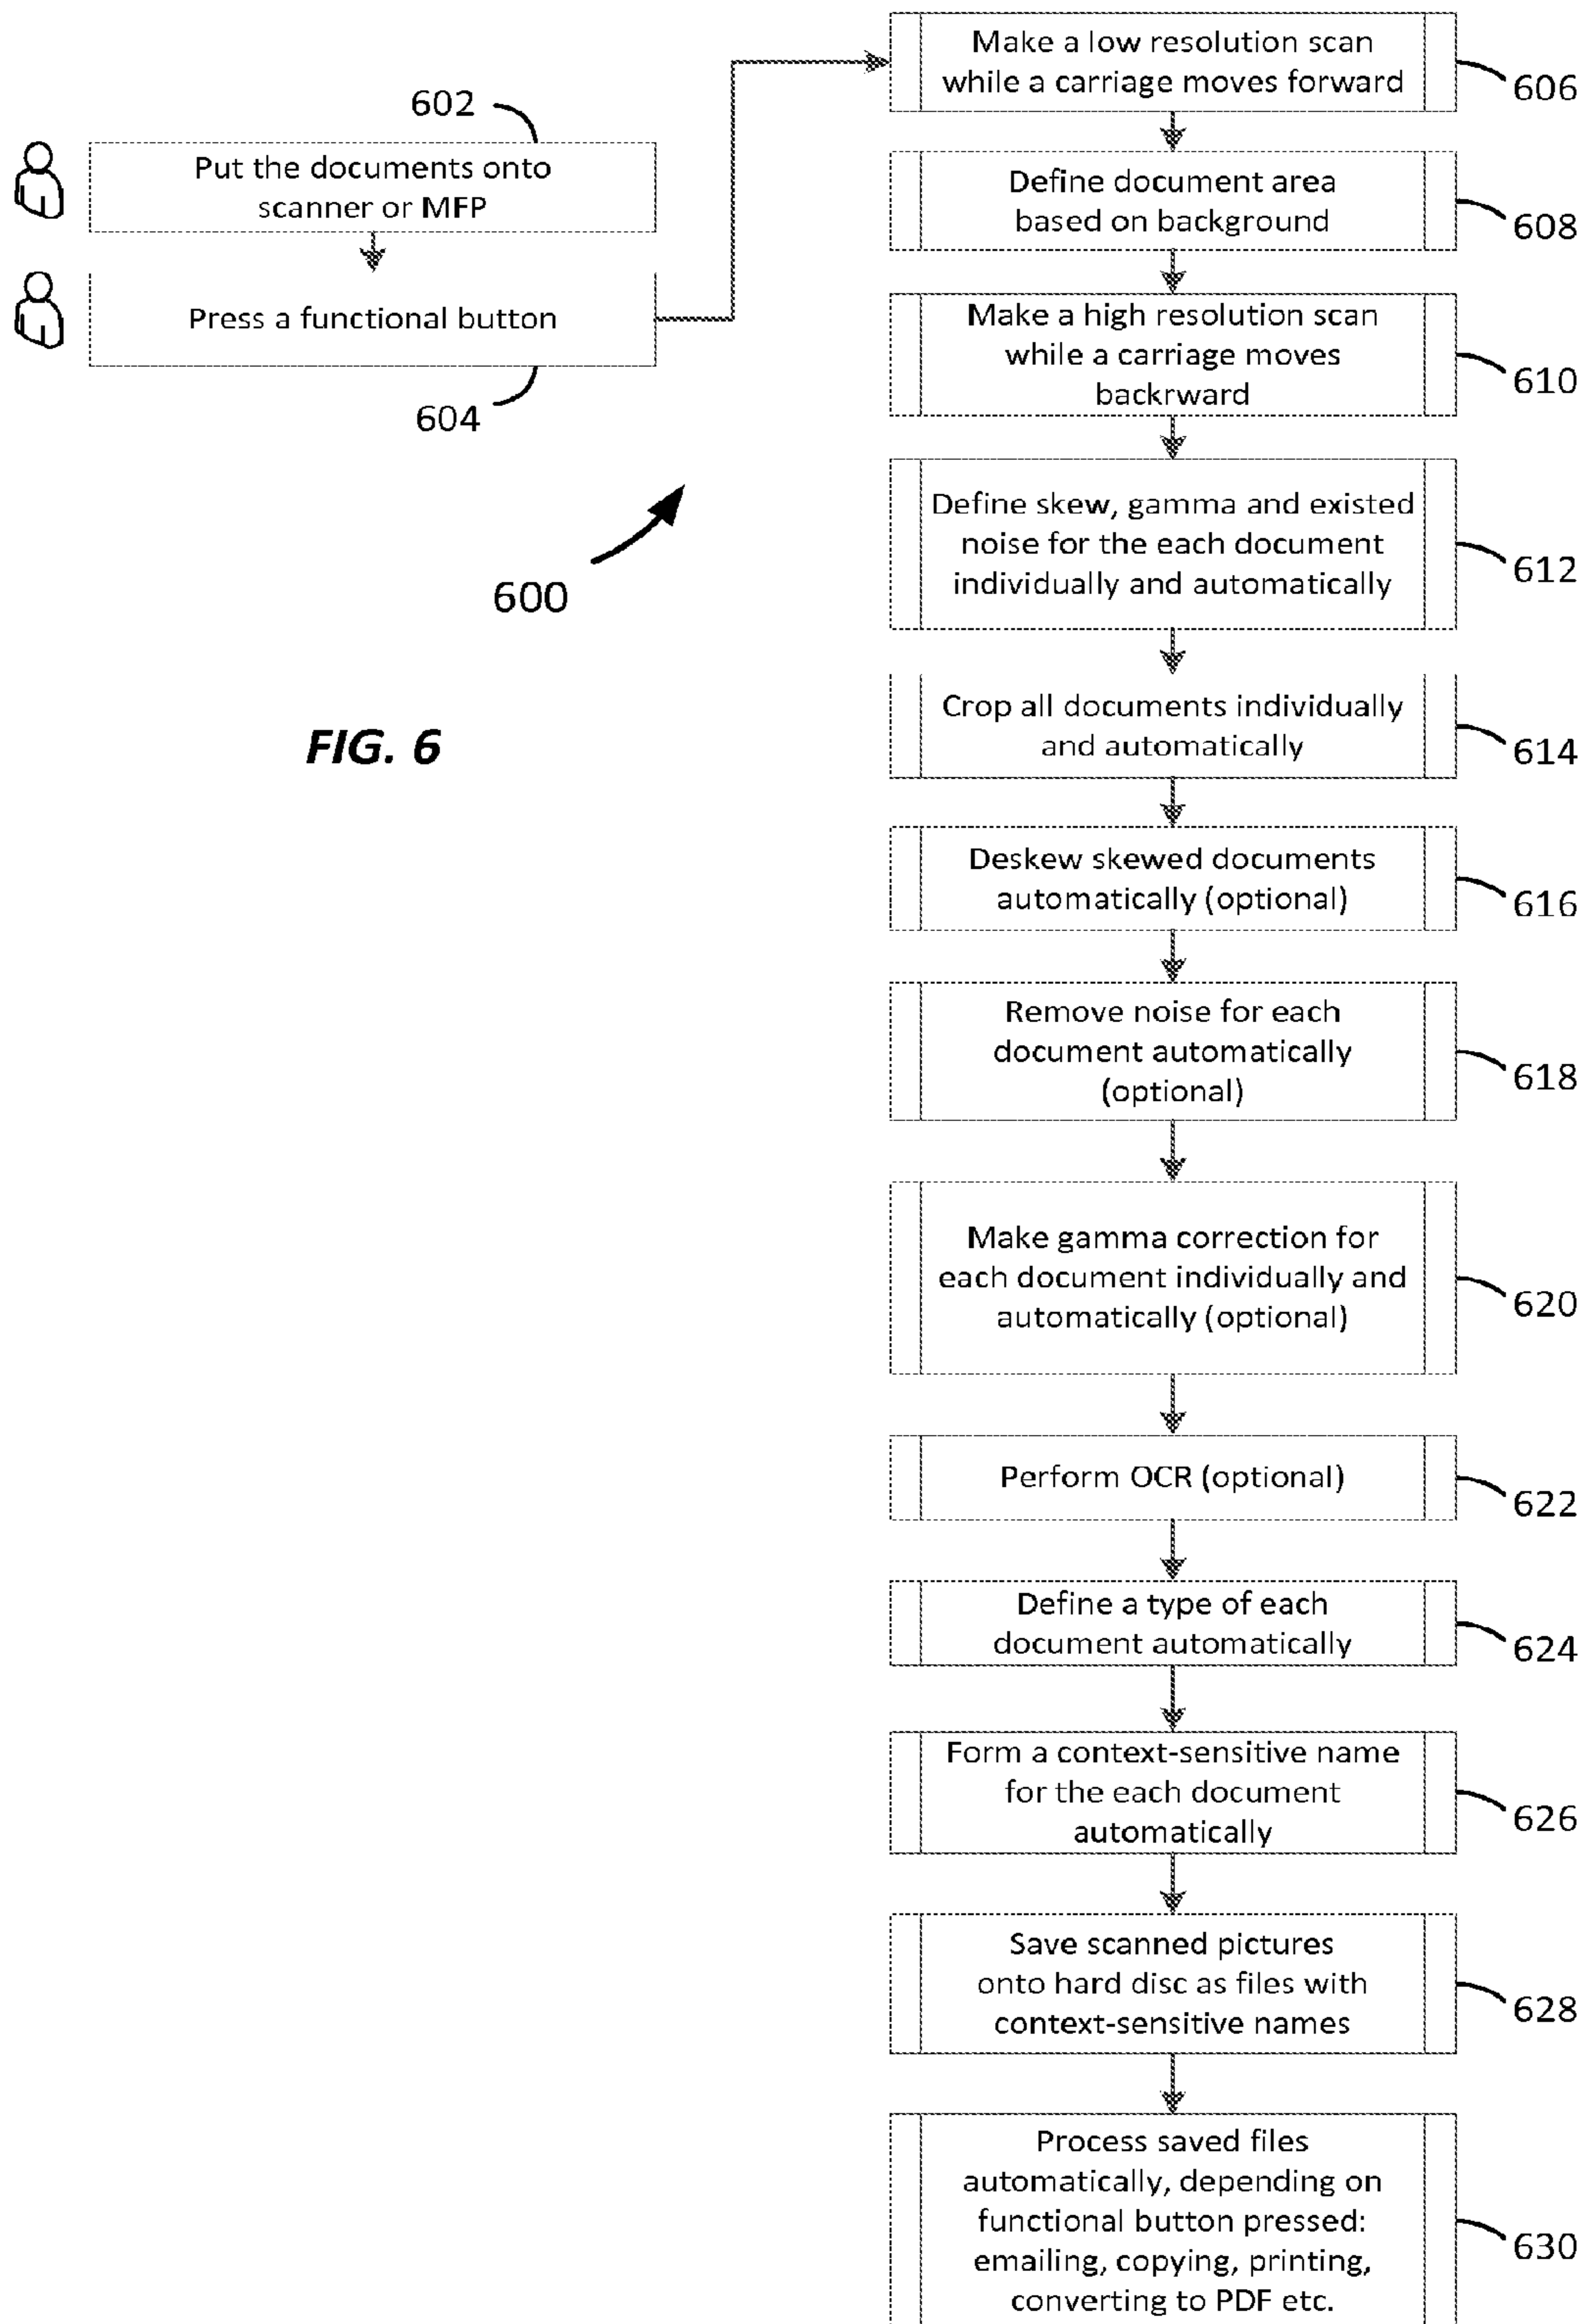 602
Put the documents onto
scanner or MFP
Press a functional button
604
600
FIG. 6
Make a low resolution scan
while a carriage moves forward
606
Define document area
based on background
608
Make a high resolution scan
while a carriage moves
backrward
610
Define skew, gamma and existed
noise for the each document
individually and automatically
612
Crop all documents individually
and automatically
614
Deskew skewed documents
automatically (optional)
616
Remove noise for each
document automatically
(optional)
618
Make gamma correction for
each document individually and
automatically (optional)
620
Perform OCR (optional)
622
Define a type of each
document automatically
624
Form a context-sensitive name
for the each document
automatically
626
Save scanned pictures
onto hard disc as files with
context-sensitive names
628
Process saved files
automatically, depending on
functional button pressed:
emailing, copying, printing,
converting to PDF etc.
630